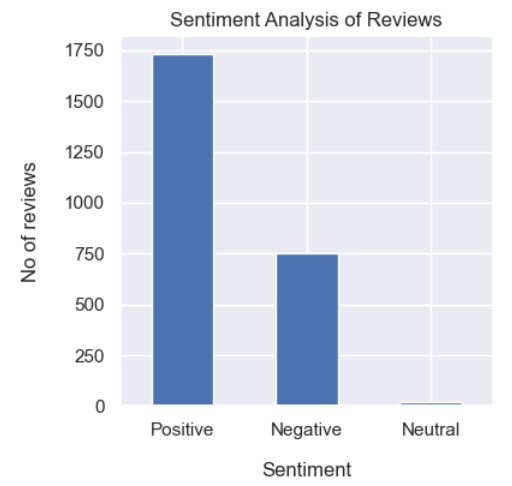 Sentiment Analysis of Reviews
1750
1500
1250
1000
750
500
250
0
No of reviews
Positive Negative Neutral
Sentiment